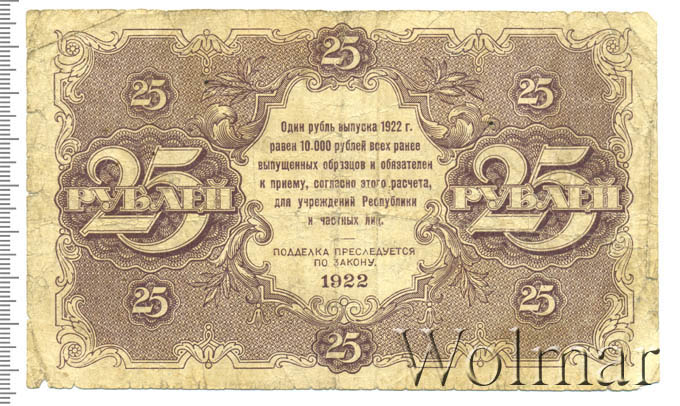 25
25
25
25 РУБЛЕЙ
25 РУБЛЕЙ
Один рубль выпуска 1922 г.
равен 10.000 рублей всех ранее
выпущенных образцов и обязателен
к приему, согласно этого расчета,
для учреждений Республики
и частных лиц.
ПОДДЕЛКА ПРЕСЛЕДУЕТСЯ
ПО ЗАКОНУ.
1922
25
25
25
Wolmar